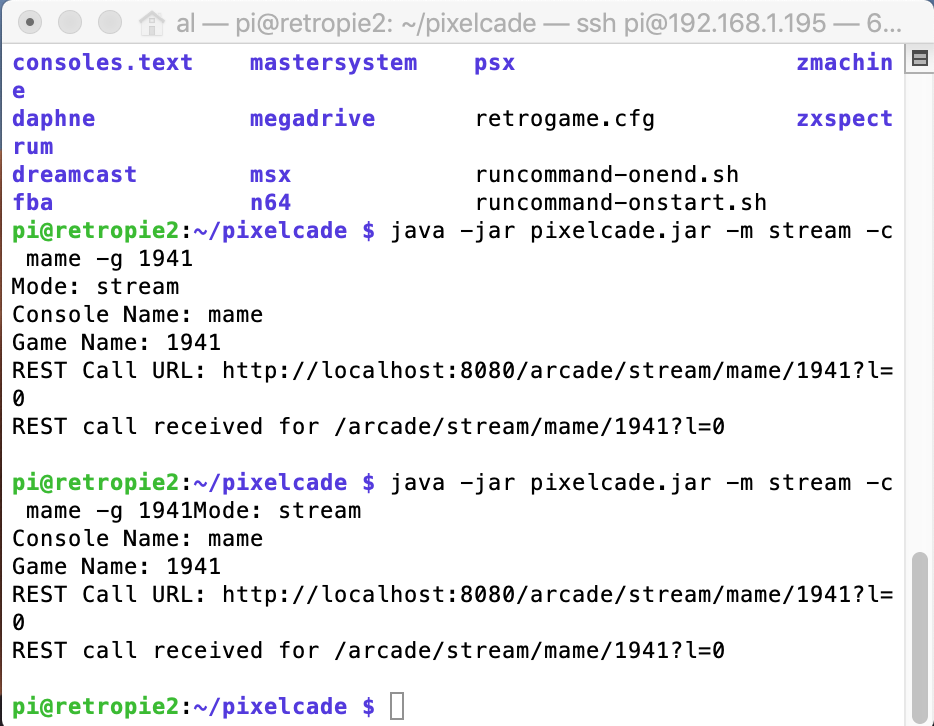 al — pi@retropie2: ~/pixelcade — ssh pi@192.168.1.195 — 6...
consoles.text mastersystem psx zmachin
e
daphne megadrive retrogame.cfg zxspect
rum
dreamcast msx runcommand-onend.sh
fba n64 runcommand-onstart.sh
pi@retropie2:~/pixelcade $ java -jar pixelcade.jar -m stream -c
mame -g 1941
Mode: stream
Console Name: mame
Game Name: 1941
REST Call URL: http://localhost:8080/arcade/stream/mame/1941?l=
0
REST call received for /arcade/stream/mame/1941?l=0
pi@retropie2:~/pixelcade $ java -jar pixelcade.jar -m stream -c
mame -g 1941Mode: stream
Console Name: mame
Game Name: 1941
REST Call URL: http://localhost:8080/arcade/stream/mame/1941?l=
0
REST call received for /arcade/stream/mame/1941?l=0
pi@retropie2:~/pixelcade $